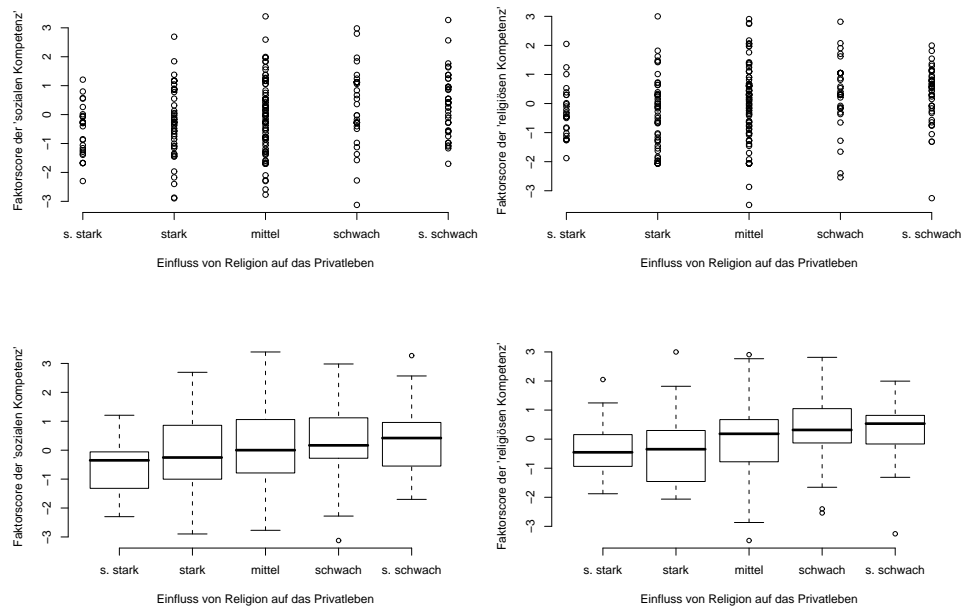 Faktorscore der 'sozialen Kompetenz'
3
2
1
0
−1
−2
−3
s. stark
stark
mittel
schwach
s. schwach
Einfluss von Religion auf das Privatleben
Faktorscore der 'religiösen Kompetenz'
3
2
1
0
−1
−2
−3
s. stark
stark
mittel
schwach
s. schwach
Einfluss von Religion auf das Privatleben
Faktorscore der 'sozialen Kompetenz'
3
2
1
0
−1
−2
−3
s. stark
stark
mittel
schwach
s. schwach
Einfluss von Religion auf das Privatleben
Faktorscore der 'religiösen Kompetenz'
3
2
1
0
−1
−2
−3
s. stark
stark
mittel
schwach
s. schwach
Einfluss von Religion auf das Privatleben